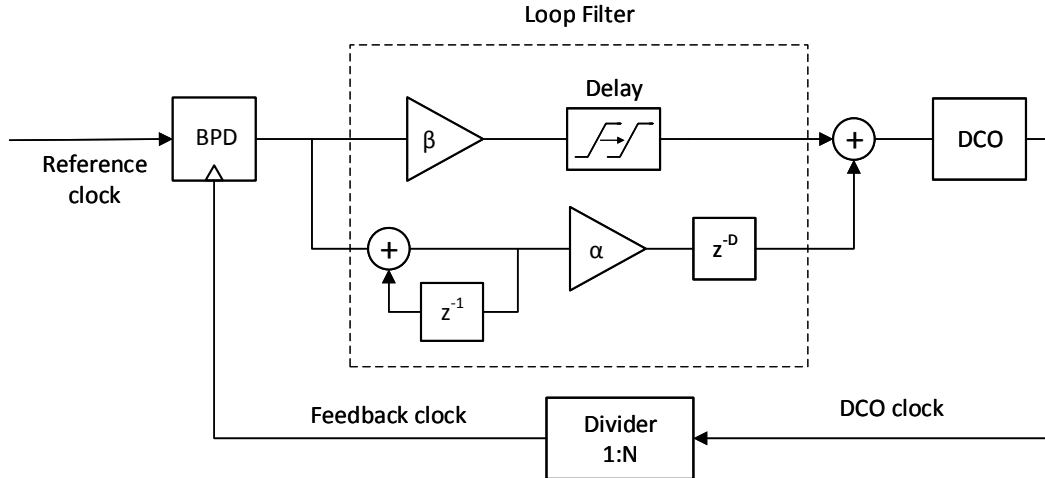 Loop Filter
Delay
BPD
β
+
DCO
Reference
clock
+
α
z⁻ᴰ
z⁻¹
Feedback clock
Divider
1:N
DCO clock